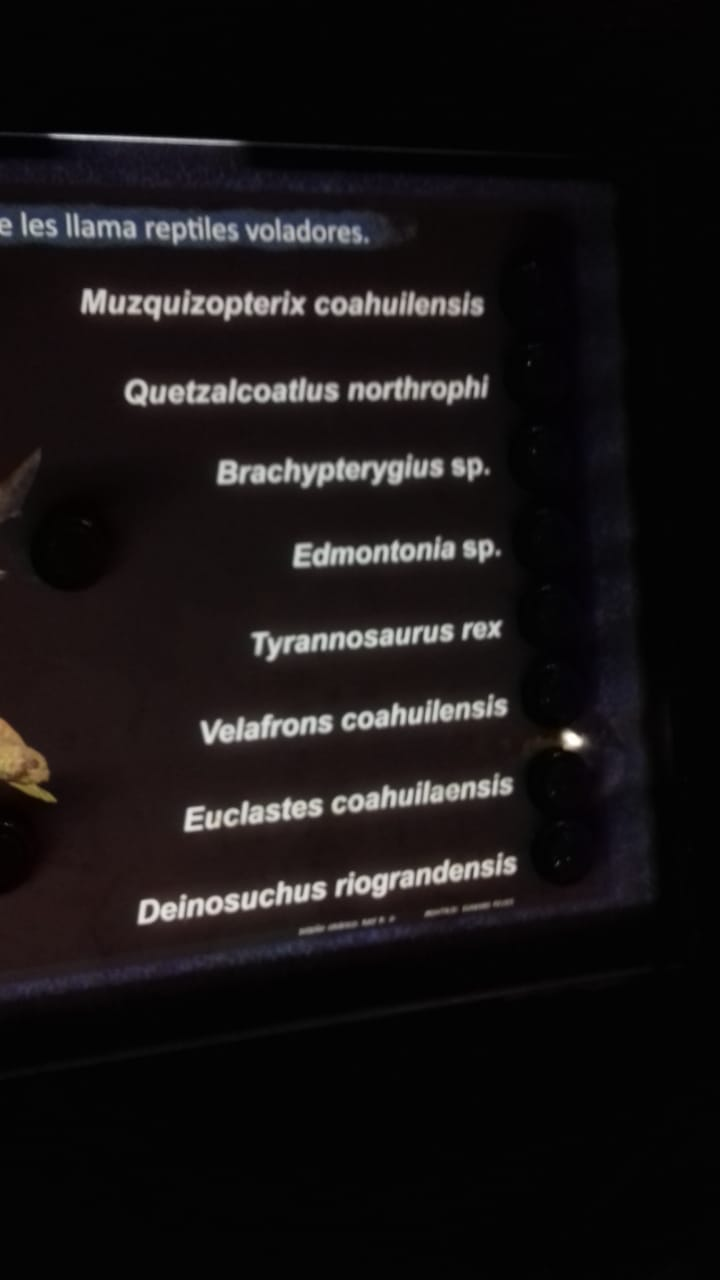 e les llama reptiles voladores.
Muzquizopterix coahuilensis
Quetzalcoatlus northrophi
Brachypterygius sp.
Edmontonia sp.
Tyrannosaurus rex
Velafrons coahuilensis
Euclastes coahuilaensis
Deinosuchus riograndensis